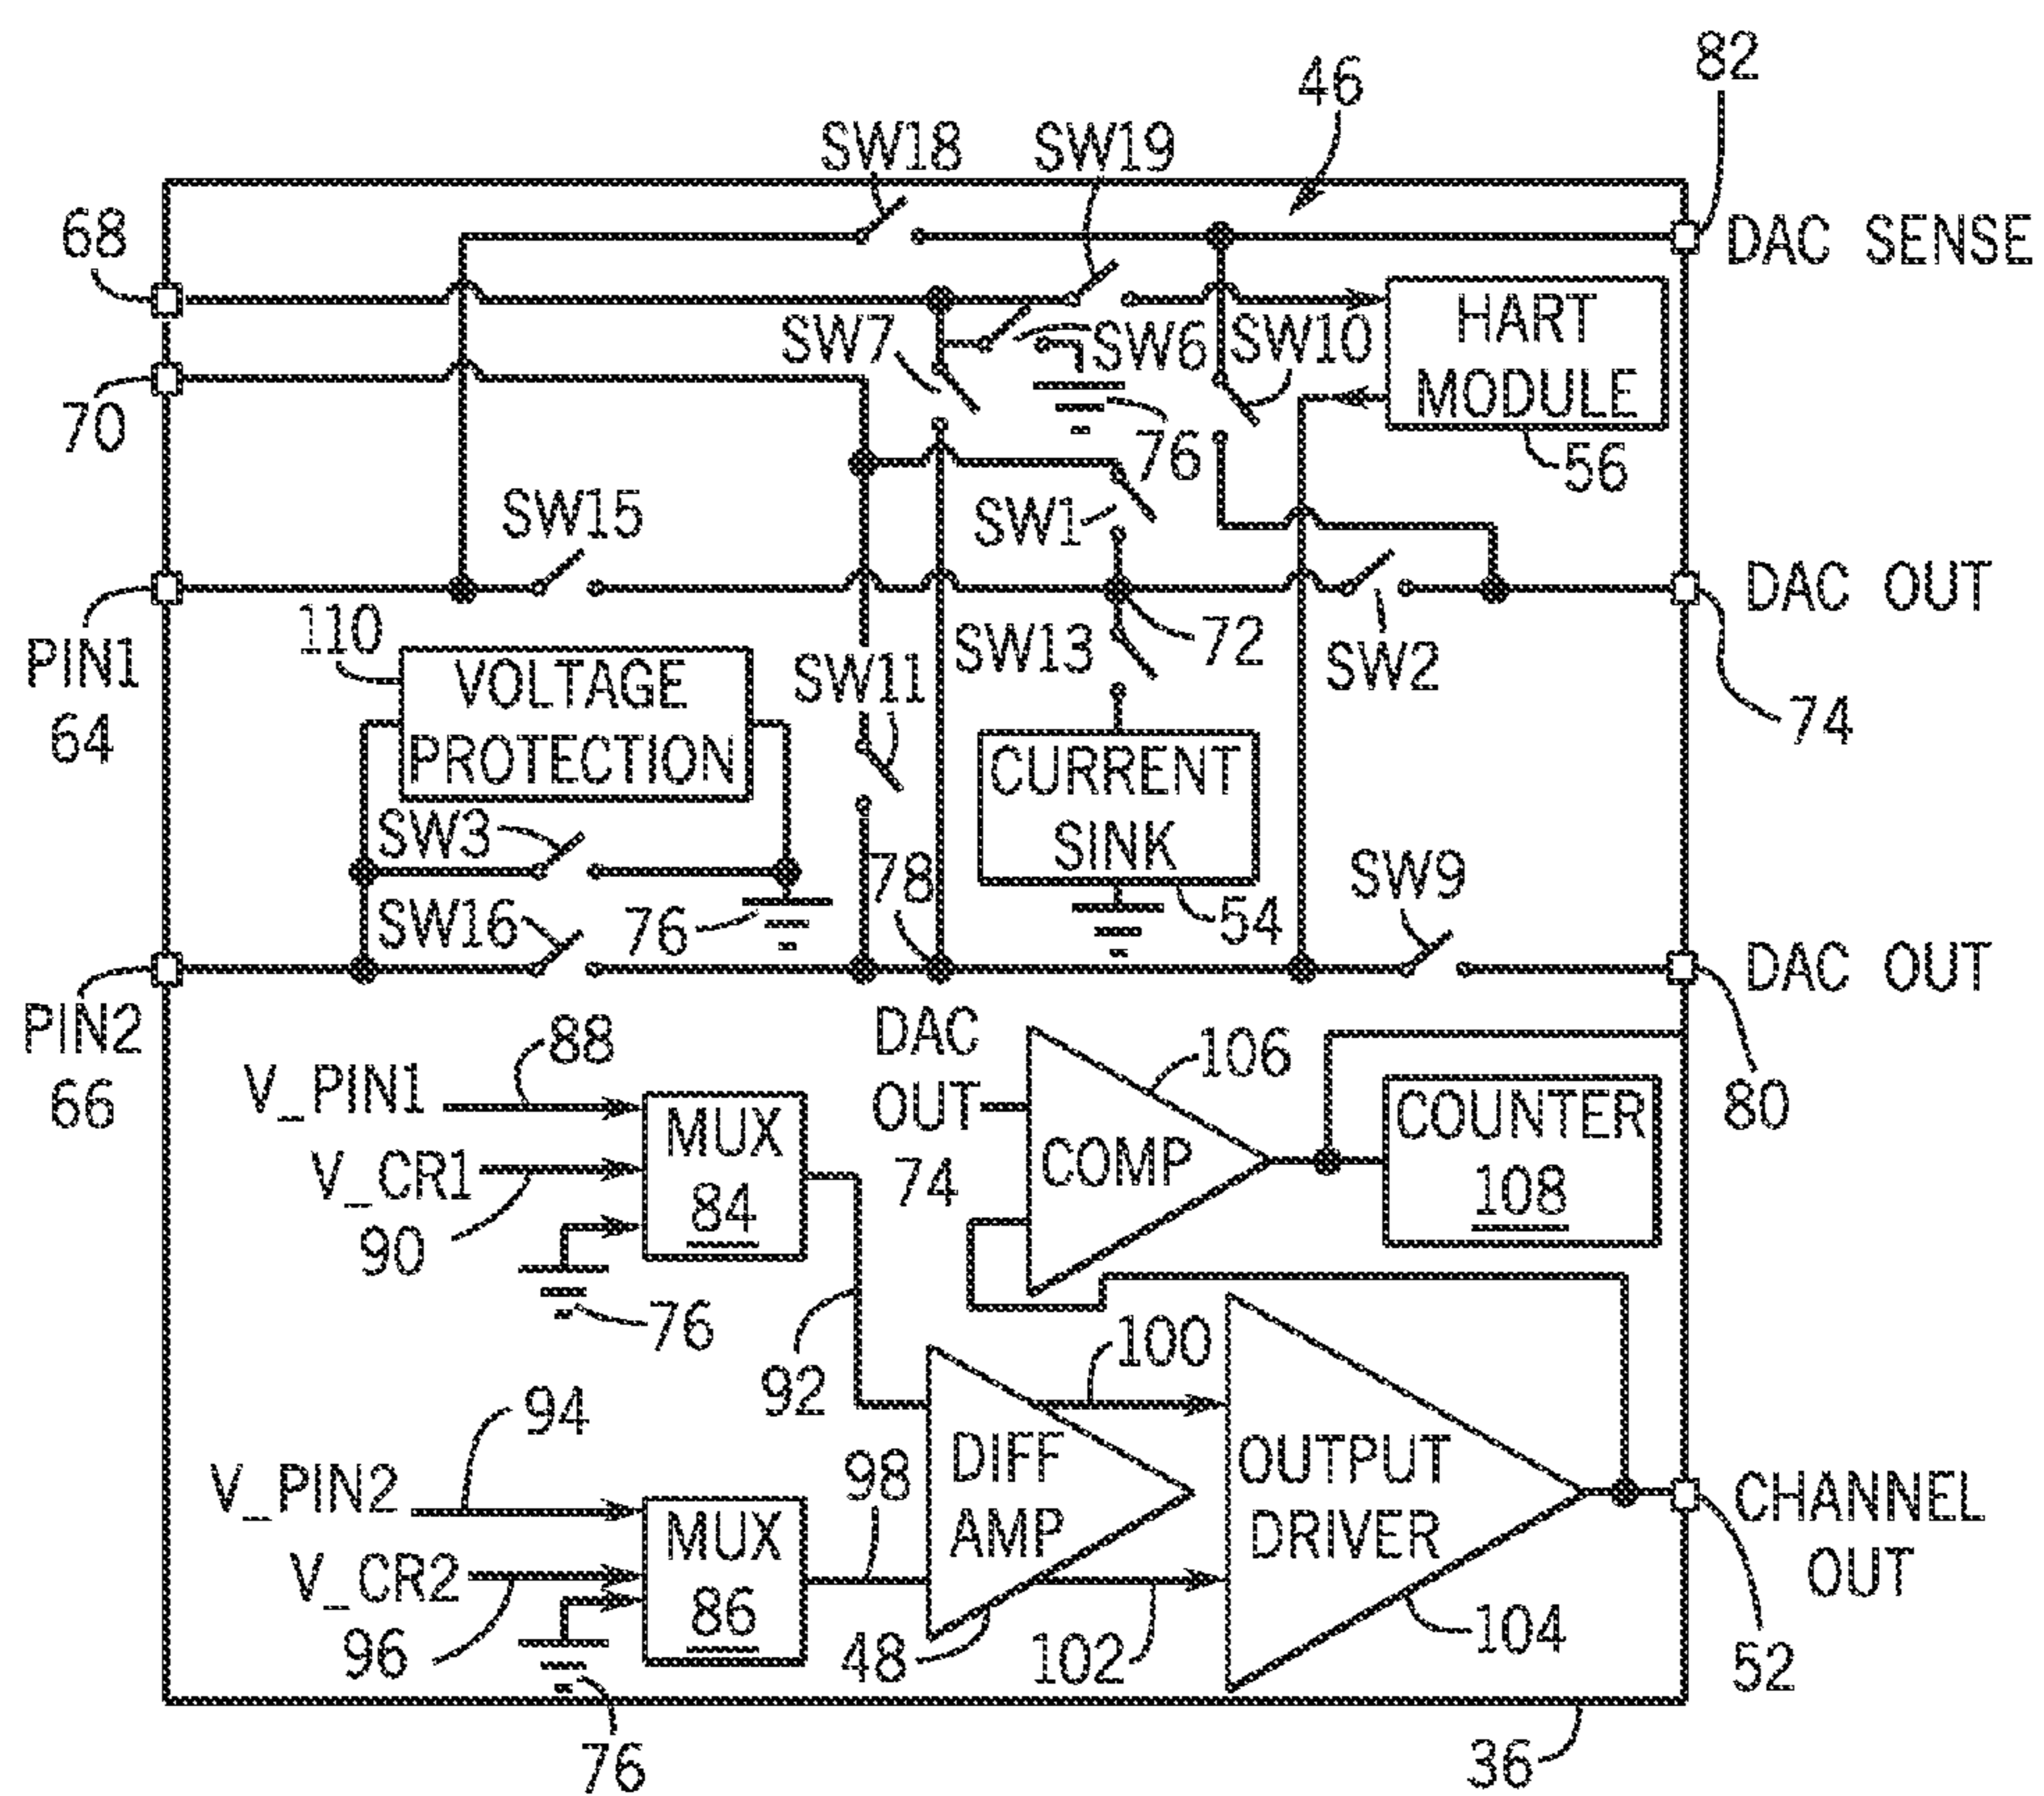 82
46
SW18
SW19
68
DAC SENSE
SW7
SW6
SW10
HART
MODULE
70
76
56
SW15
SW1
DAC OUT
110
PIN1
64
VOLTAGE
PROTECTION
SW11
SW13
72
SW2
74
CURRENT
SINK
SW3
78
SW9
SW16
76
54
DAC OUT
PIN2
66
88
DAC
OUT
74
106
80
V_PIN1
MUX
84
COMP
COUNTER
108
V_CR1
90
76
92
100
94
98
DIFF
AMP
OUTPUT
DRIVER
V_PIN2
MUX
86
CHANNEL
OUT
V_CR2
96
48
102
104
52
76
36